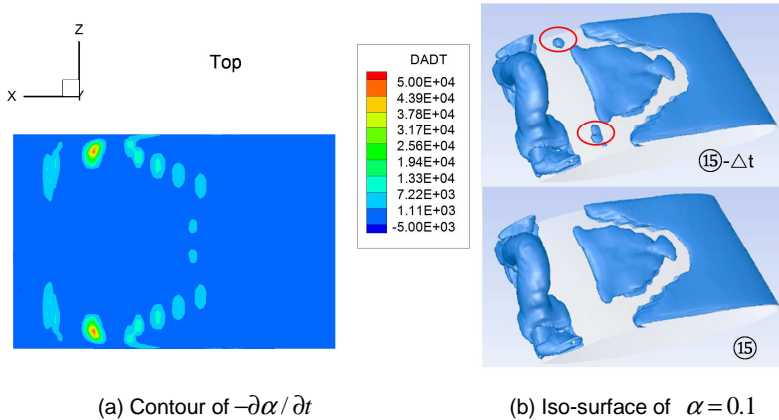 Z
X
Y
Top
DADT
5.00E+04
4.39E+04
3.78E+04
3.17E+04
2.56E+04
1.94E+04
1.33E+04
7.22E+03
1.11E+03
-5.00E+03
⑮-△t
⑮
(a) Contour of −∂α / ∂t
(b) Iso-surface of α = 0.1